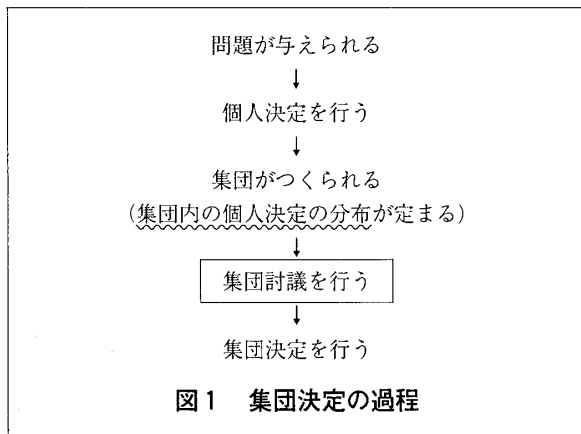 問題が与えられる
↓
個人決定を行う
↓
集団がつくられる
（集団内の個人決定の分布が定まる）
↓
集団討議を行う
↓
集団決定を行う
図1 集団決定の過程